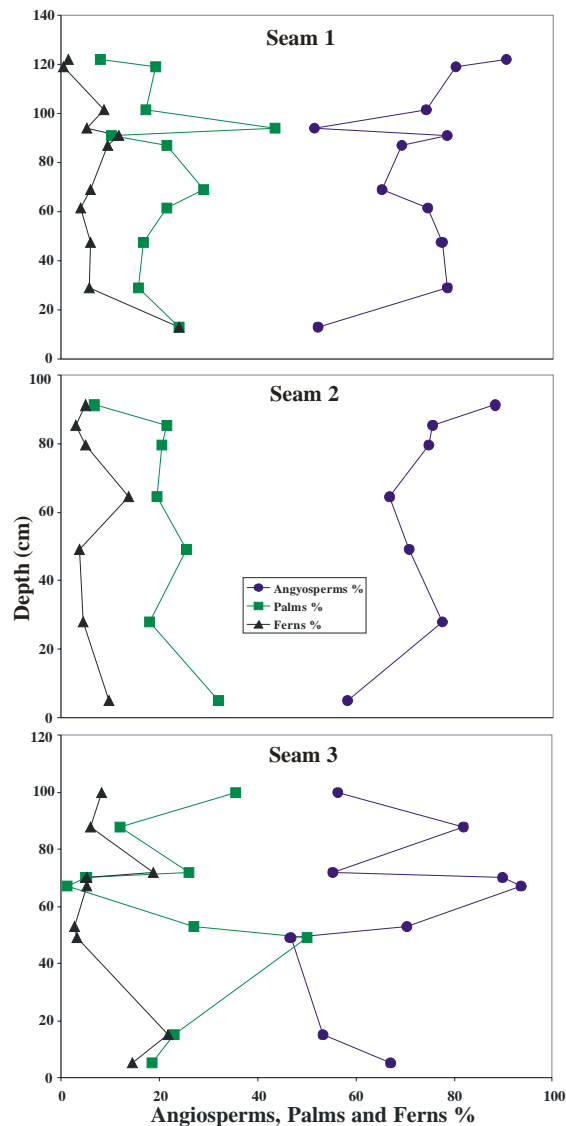 Seam 1
140
120
100
80
60
40
20
0
Seam 2
100
80
60
40
20
0
Depth (cm)
Angyosperms %
Palms %
Ferns %
Seam 3
120
100
80
60
40
20
0
0 20 40 60 80 100
Angiosperms, Palms and Ferns %